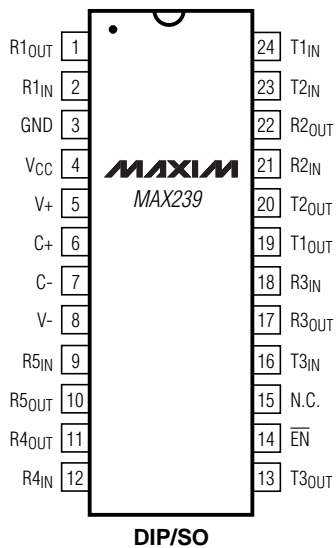 R1OUT 1 24 T1IN
R1IN 2 23 T2IN
GND 3 22 R2OUT
VCC 4 MAXIM 21 R2IN
V+ 5 MAX239 20 T2OUT
C+ 6 19 T1OUT
C- 7 18 R3IN
V- 8 17 R3OUT
R5IN 9 16 T3IN
R5OUT 10 15 N.C.
R4OUT 11 14 E̅N̅
R4IN 12 13 T3OUT
DIP/SO